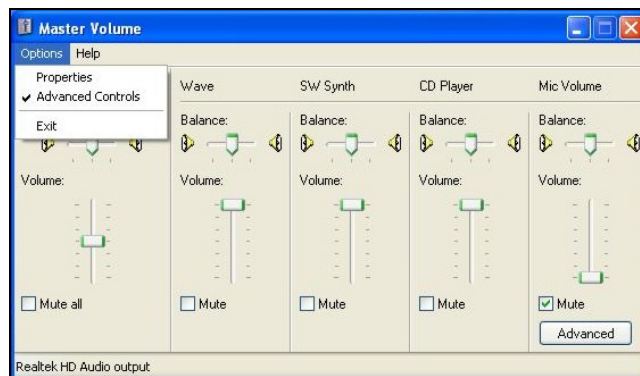 Master Volume
Options Help
Properties
Advanced Controls
Exit
Wave SW Synth CD Player Mic Volume
Balance: Balance: Balance: Balance:
Volume: Volume: Volume: Volume: Volume:
Mute all Mute Mute Mute Mute
Advanced
Realtek HD Audio output